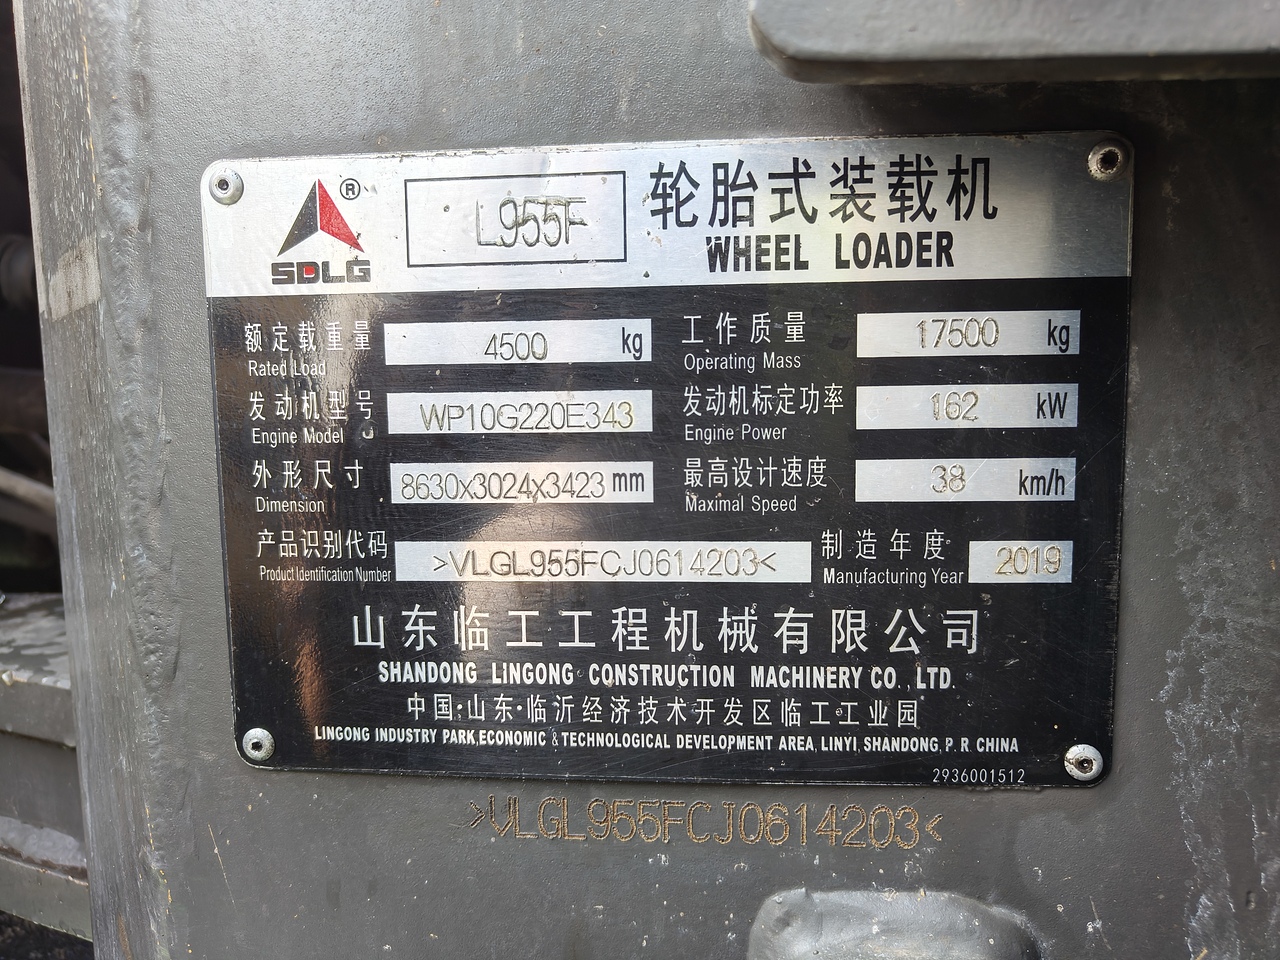 ®
SDLG
L955F
轮胎式装载机
WHEEL LOADER
额定载重量 4500 kg 工作质量 17500 kg
Rated Load Operating Mass
发动机型号 WP10G220E343 发动机标定功率 162 kW
Engine Model Engine Power
外形尺寸 8630x3024x3423 mm 最高设计速度 38 km/h
Dimension Maximal Speed
产品识别代码 >VLGL955FCJ0614203< 制造年度 2019
Product Identification Number Manufacturing Year
山东临工工程机械有限公司
SHANDONG LINGONG CONSTRUCTION MACHINERY CO., LTD.
中国·山东·临沂经济技术开发区临工工业园
LINGONG INDUSTRY PARK,ECONOMIC & TECHNOLOGICAL DEVELOPMENT AREA, LINYI, SHANDONG, P. R. CHINA
2936001512
>VLGL955FCJ0614203<